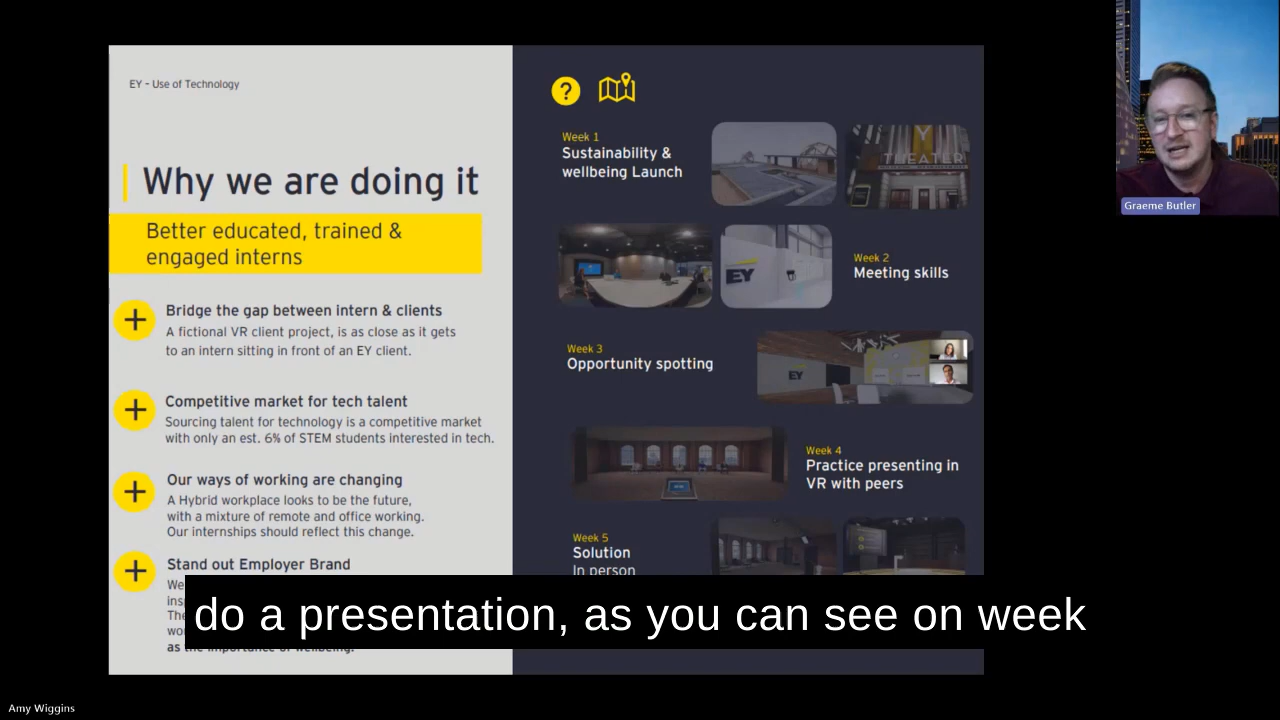 EY – Use of Technology
Why we are doing it
Better educated, trained &
engaged interns
Bridge the gap between intern & clients
A fictional VR client project, is as close as it gets
to an intern sitting in front of an EY client.
Competitive market for tech talent
Sourcing talent for technology is a competitive market
with only an est. 6% of STEM students interested in tech.
Our ways of working are changing
A Hybrid workplace looks to be the future,
with a mixture of remote and office working.
Our internships should reflect this change.
Stand out Employer Brand
We
as the importance of wellbeing.
?
Week 1
Sustainability &
wellbeing Launch
THEATER
EY
Week 2
Meeting skills
Week 3
Opportunity spotting
EY
Week 4
Practice presenting in
VR with peers
Week 5
Solution
In person
do a presentation, as you can see on week
Graeme Butler
Amy Wiggins